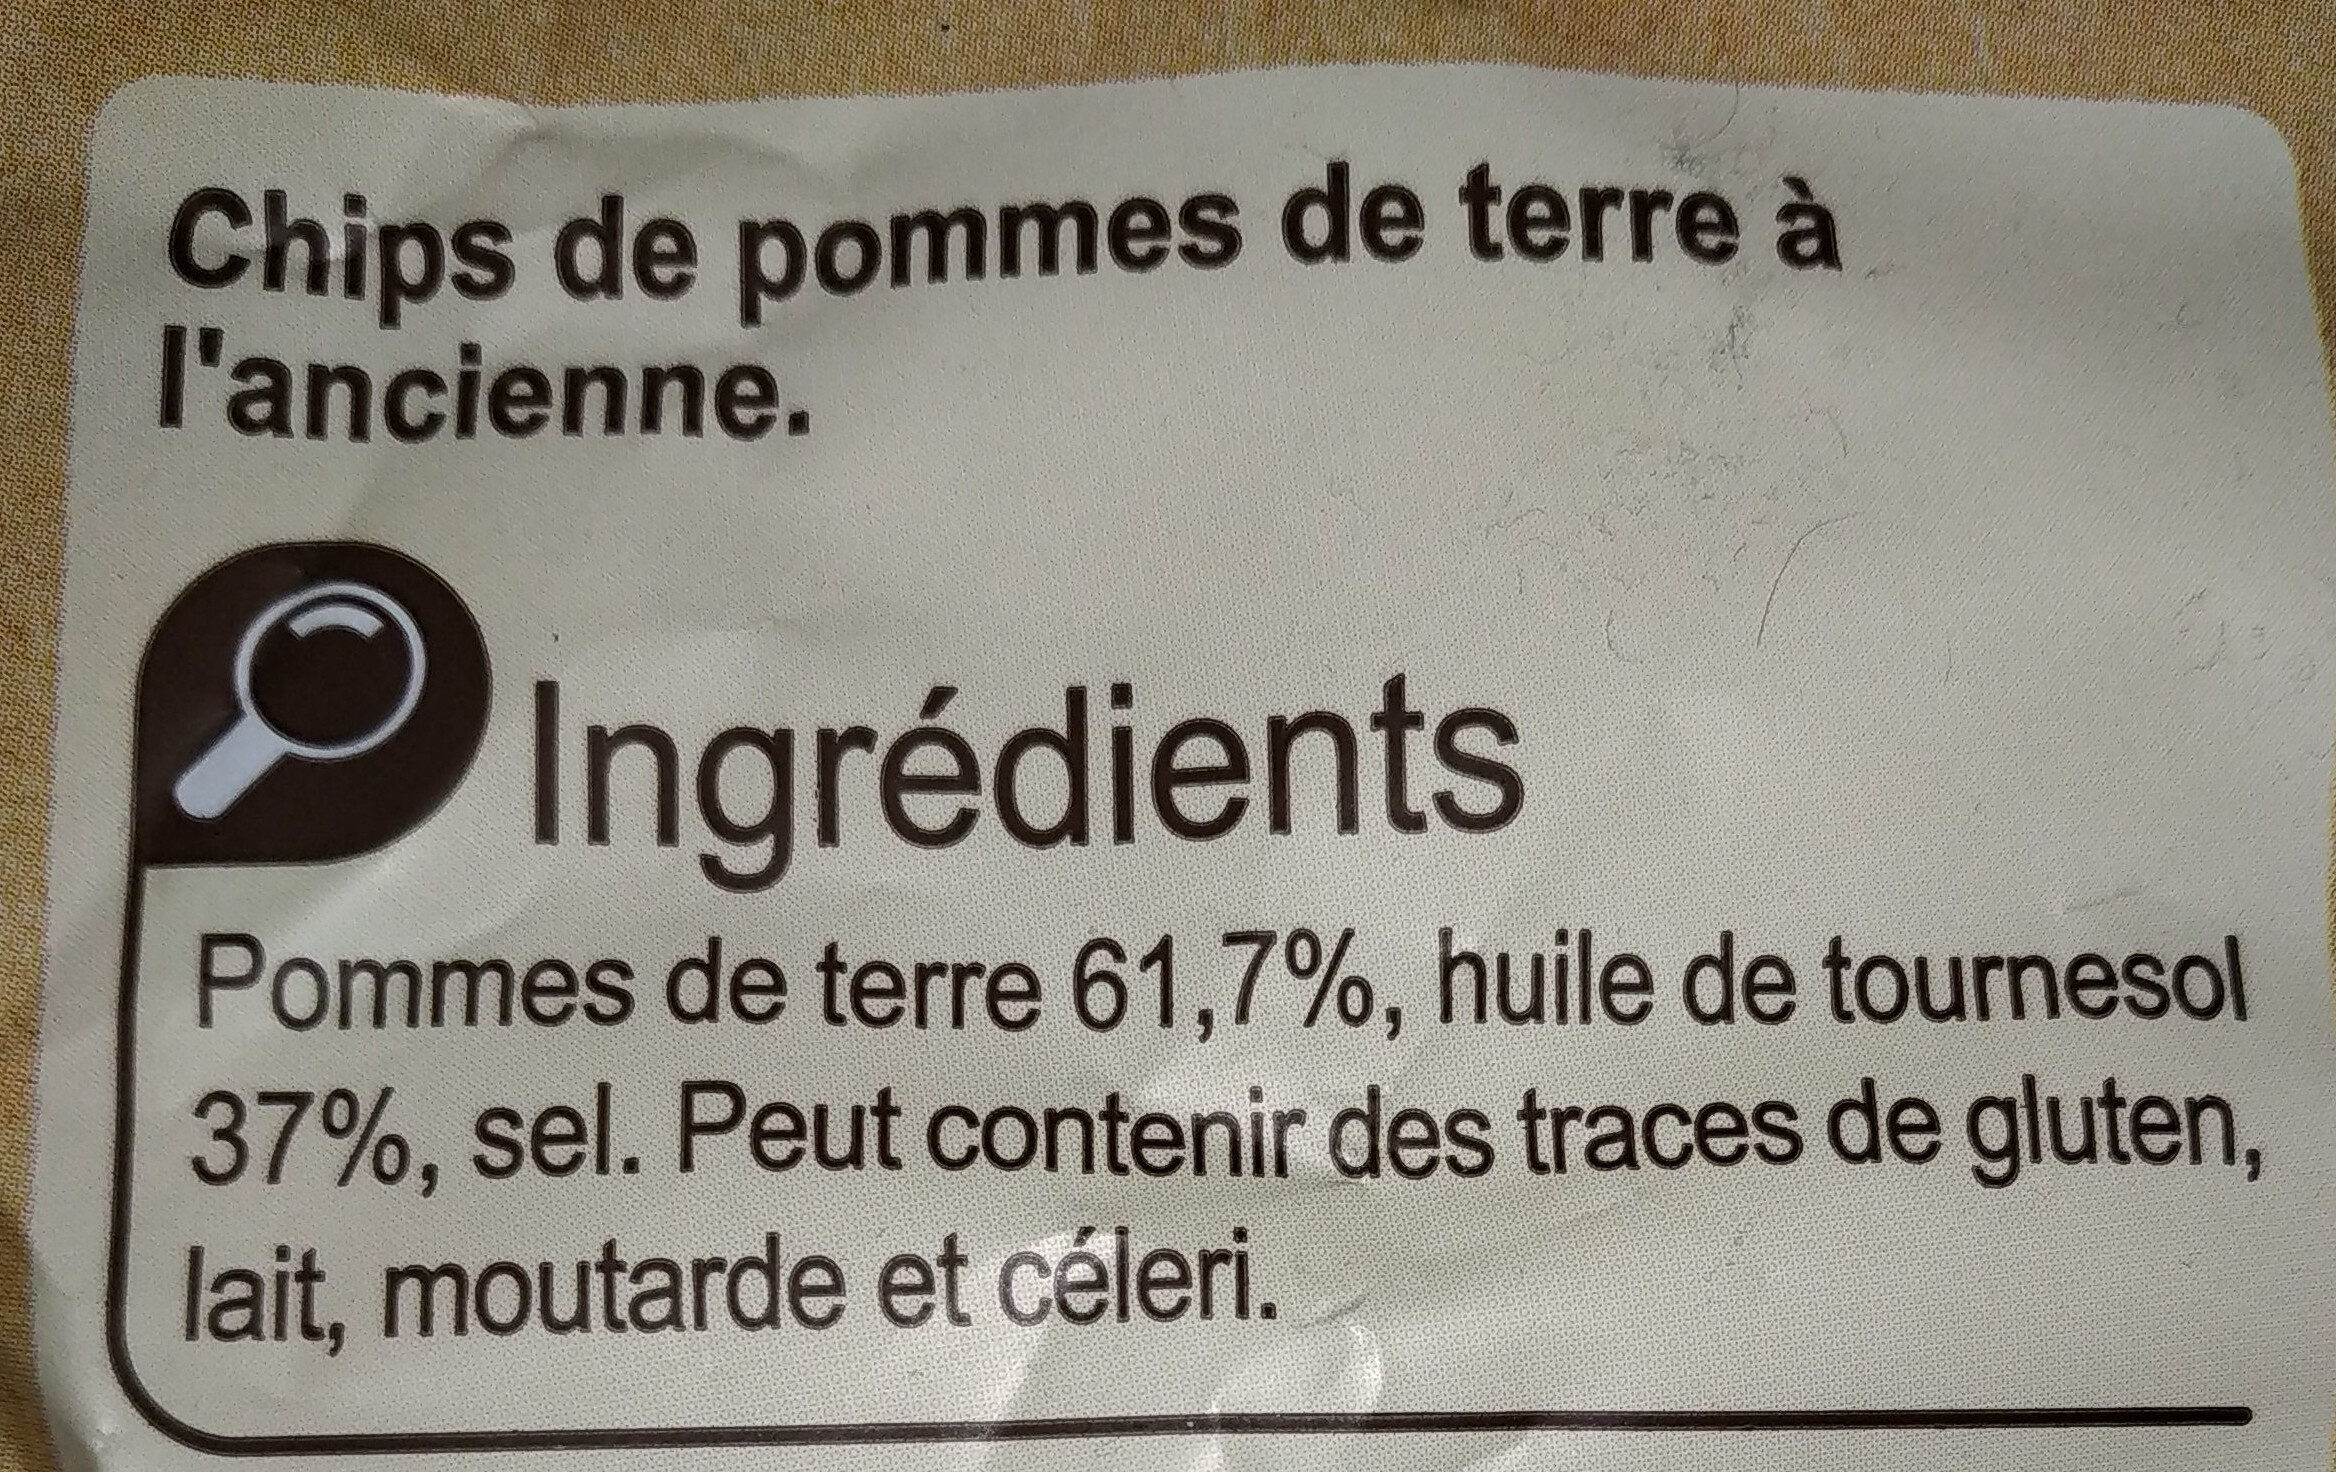 Chips de pommes de terre à
l'ancienne.
Ingrédients
Pommes de terre 61,7%, huile de tournesol
37%, sel. Peut contenir des traces de gluten,
lait, moutarde et céleri.